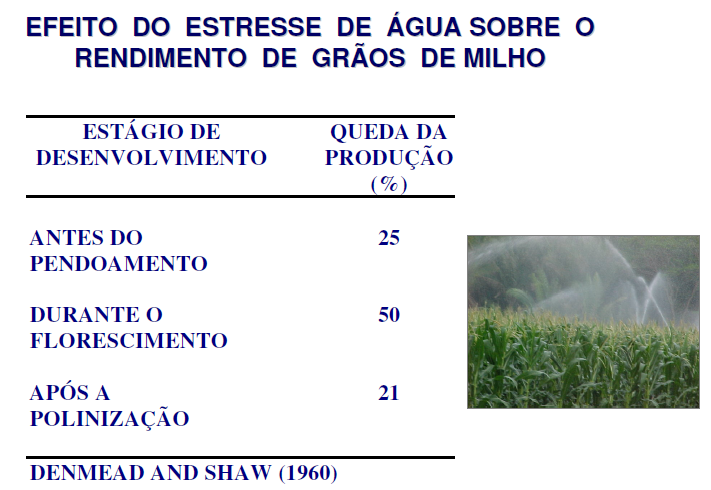 EFEITO DO ESTRESSE DE ÁGUA SOBRE O
RENDIMENTO DE GRÃOS DE MILHO
ESTÁGIO DE
DESENVOLVIMENTO
QUEDA DA
PRODUÇÃO
(%)
ANTES DO
PENDOAMENTO
25
DURANTE O
FLORESCIMENTO
50
APÓS A
POLINIZAÇÃO
21
DENMEAD AND SHAW (1960)